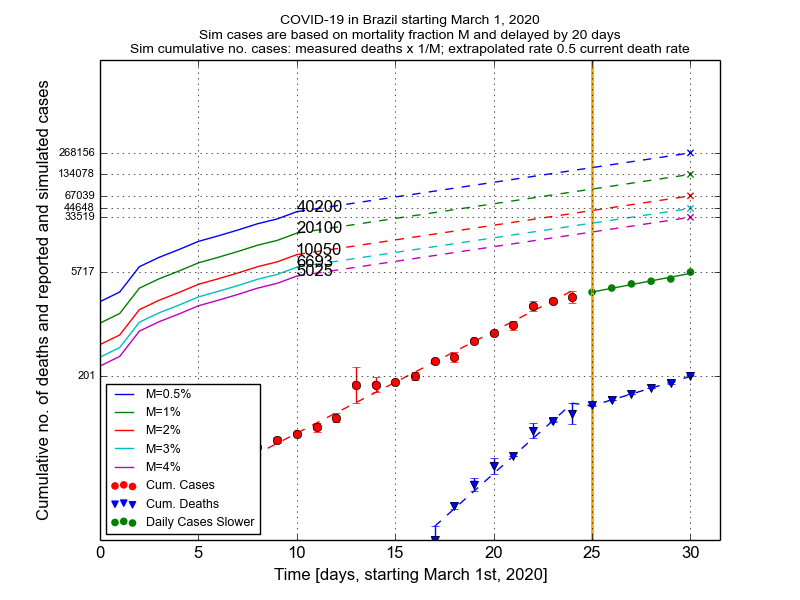 COVID-19 in Brazil starting March 1, 2020
Sim cases are based on mortality fraction M and delayed by 20 days
Sim cumulative no. cases: measured deaths x 1/M; extrapolated rate 0.5 current death rate
Cumulative no. of deaths and reported and simulated cases
268156
134078
67039
44648
33519
5717
201
40200
20100
10050
6693
5025
M=0.5%
M=1%
M=2%
M=3%
M=4%
Cum. Cases
Cum. Deaths
Daily Cases Slower
0 5 10 15 20 25 30
Time [days, starting March 1st, 2020]